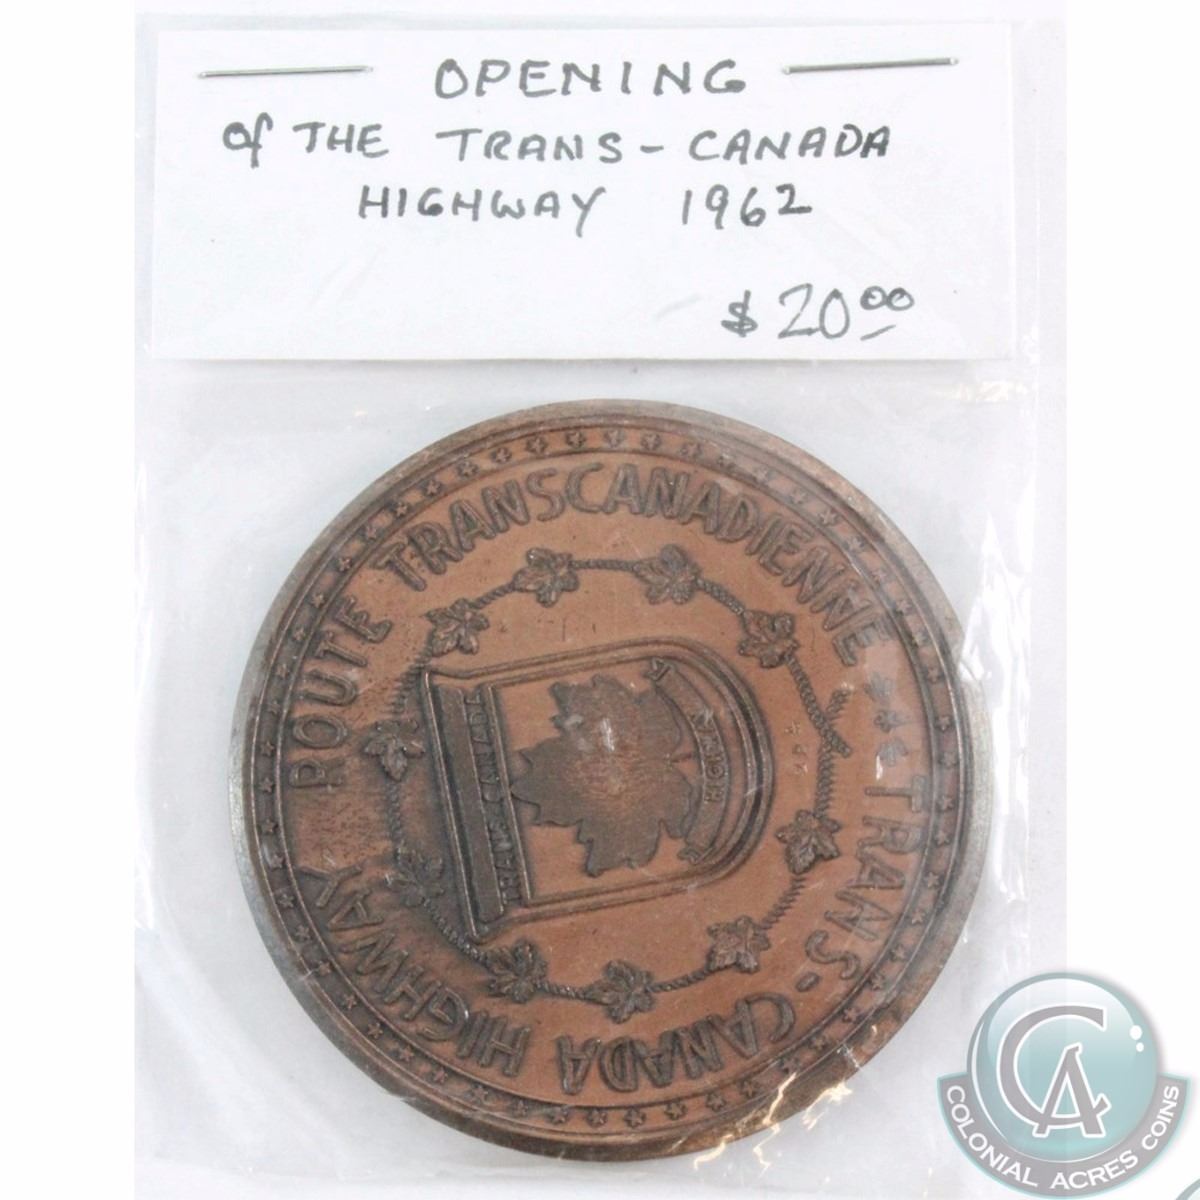 OPENING
Of THE TRANS-CANADA
HIGHWAY 1962
$20.00
ROUTE TRANSCANADIENNE
TRANS-CANADA HIGHWAY
TRANS-CANADA
CA
COLONIAL ACRES COINS